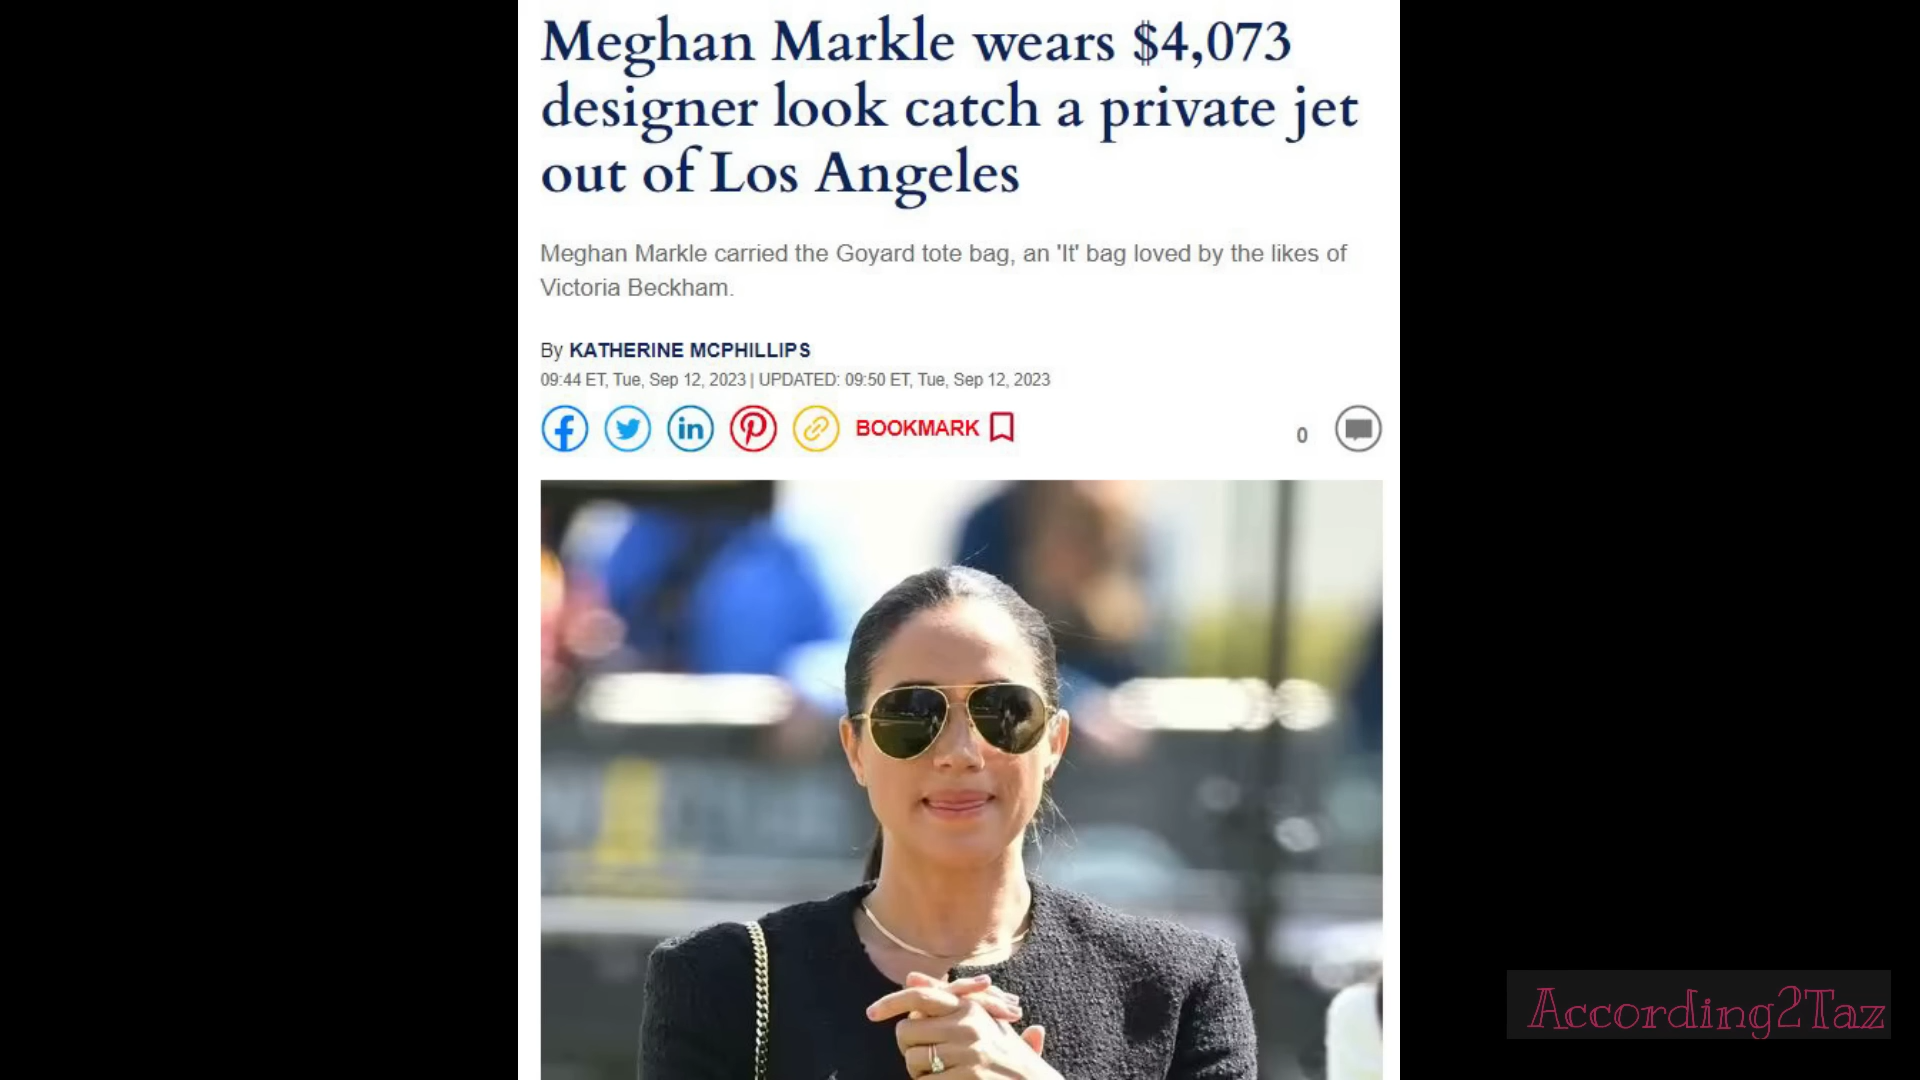 Meghan Markle wears $4,073
designer look catch a private jet
out of Los Angeles
Meghan Markle carried the Goyard tote bag, an 'It' bag loved by the likes of
Victoria Beckham.
By KATHERINE MCPHILLIPS
09:44 ET, Tue, Sep 12, 2023 | UPDATED: 09:50 ET, Tue, Sep 12, 2023
in
BOOKMARK
0
According2Taz